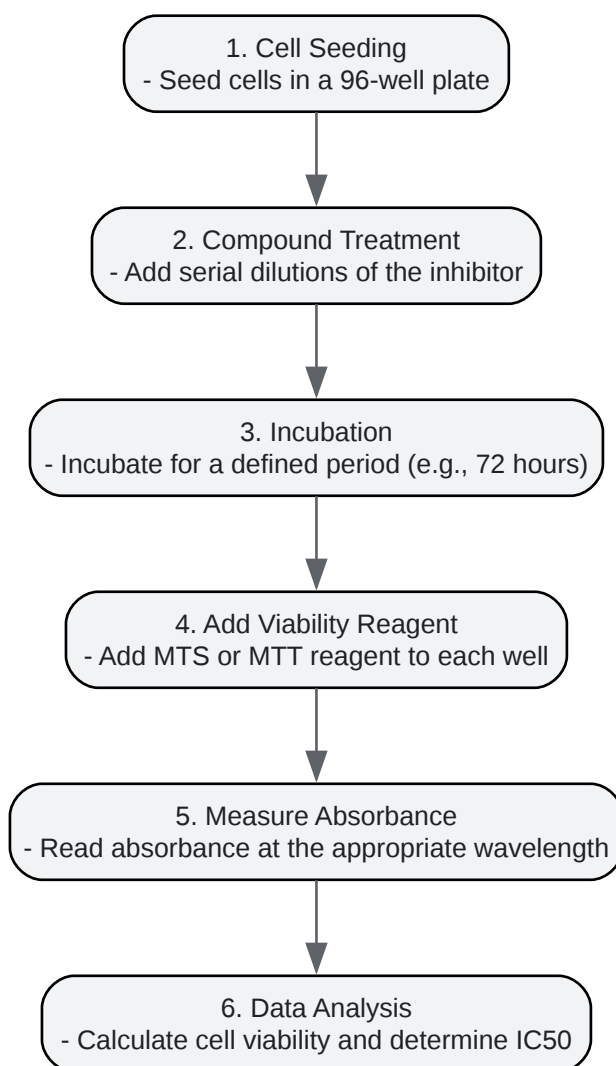 1. Cell Seeding
- Seed cells in a 96-well plate
2. Compound Treatment
- Add serial dilutions of the inhibitor
3. Incubation
- Incubate for a defined period (e.g., 72 hours)
4. Add Viability Reagent
- Add MTS or MTT reagent to each well
5. Measure Absorbance
- Read absorbance at the appropriate wavelength
6. Data Analysis
- Calculate cell viability and determine IC50